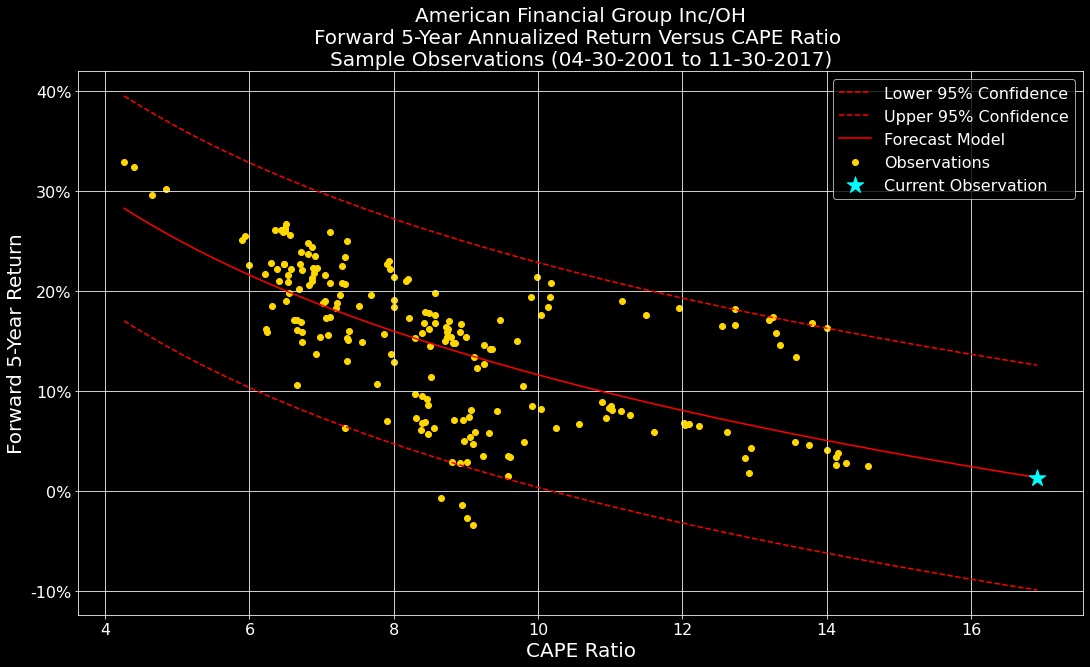 American Financial Group Inc/OH
Forward 5-Year Annualized Return Versus CAPE Ratio
Sample Observations (04-30-2001 to 11-30-2017)
Lower 95% Confidence
Upper 95% Confidence
Forecast Model
Observations
Current Observation
Forward 5-Year Return
40%
30%
20%
10%
0%
-10%
4 6 8 10 12 14 16
CAPE Ratio